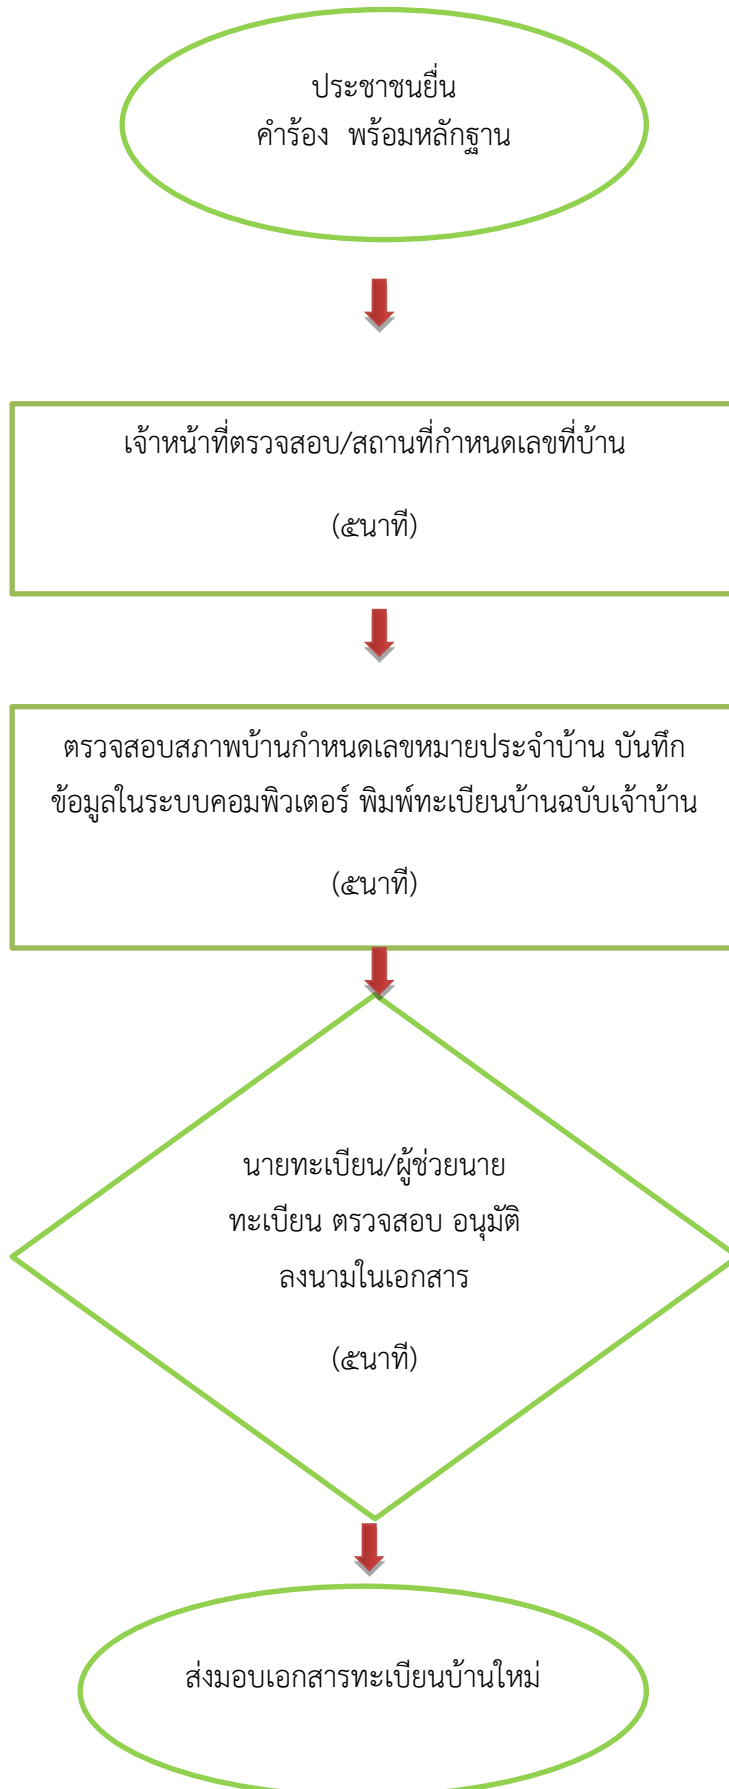 ประชาชนยื่น
คำร้อง พร้อมหลักฐาน
เจ้าหน้าที่ตรวจสอบ/สถานที่กำหนดเลขที่บ้าน
(๕นาที)
ตรวจสอบสภาพบ้านกำหนดเลขหมายประจำบ้าน บันทึก
ข้อมูลในระบบคอมพิวเตอร์ พิมพ์ทะเบียนบ้านฉบับเจ้าบ้าน
(๕นาที)
นายทะเบียน/ผู้ช่วยนาย
ทะเบียน ตรวจสอบ อนุมัติ
ลงนามในเอกสาร
(๕นาที)
ส่งมอบเอกสารทะเบียนบ้านใหม่